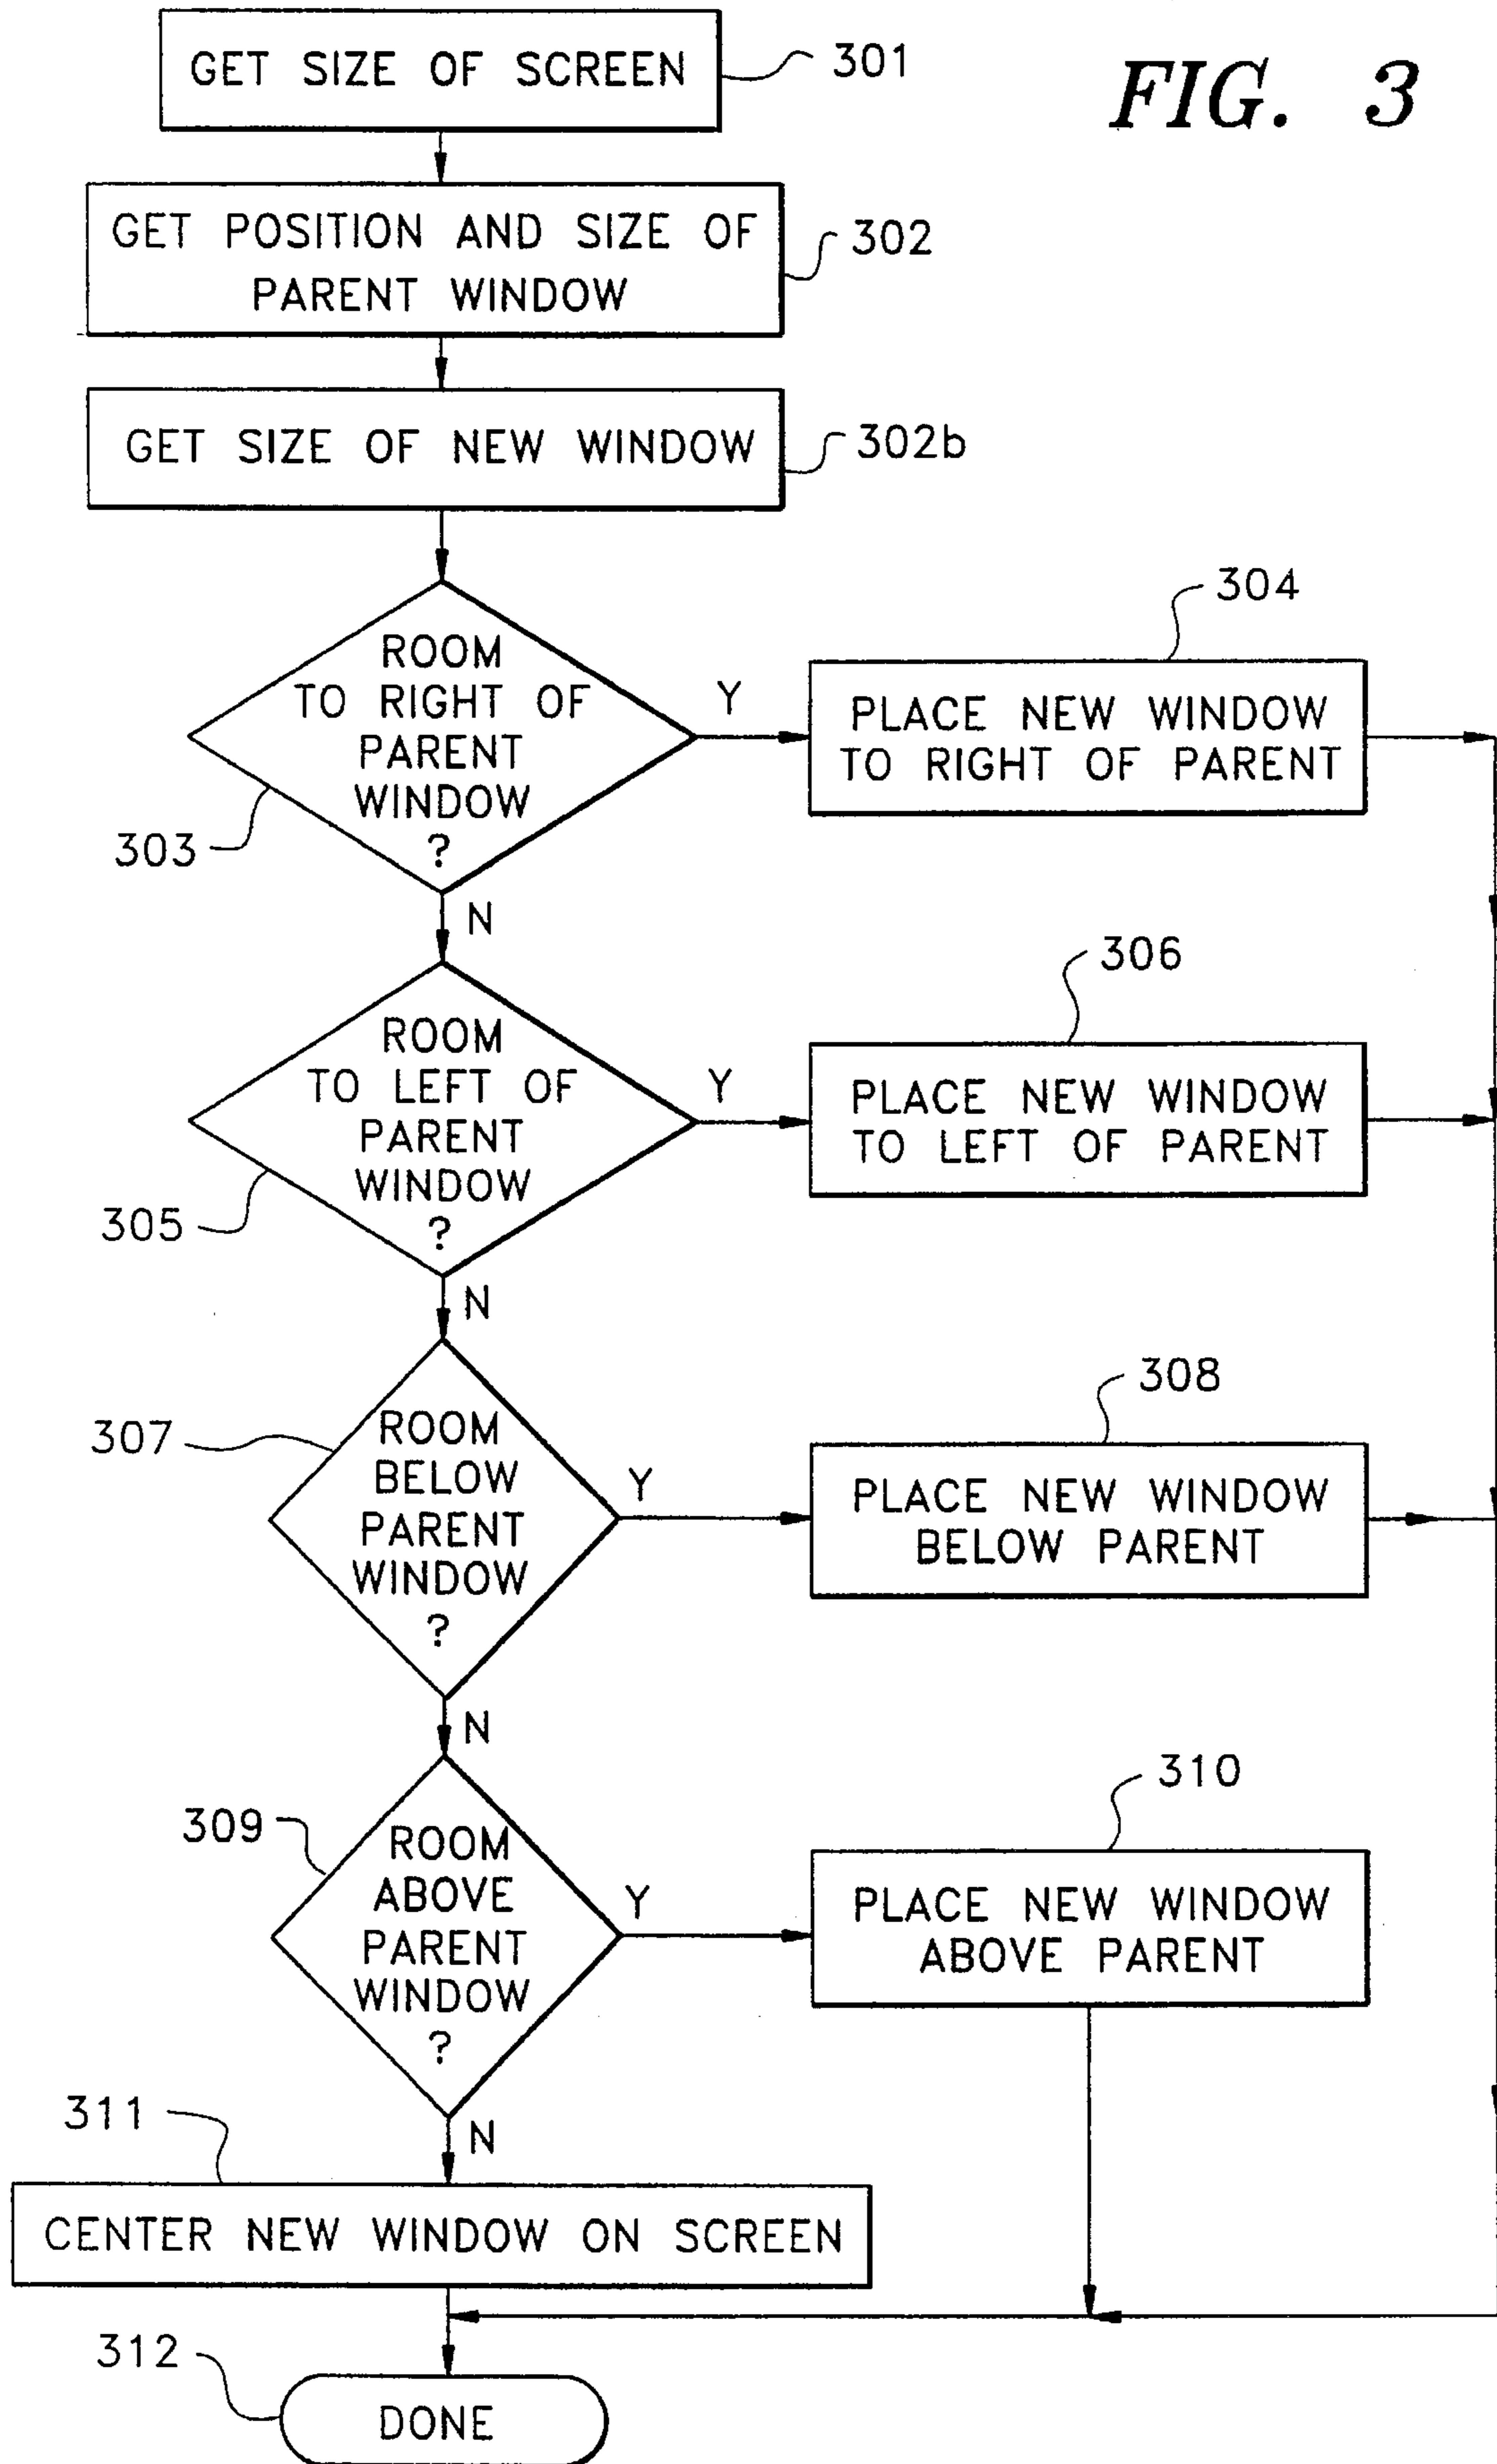 FIG. 3
GET SIZE OF SCREEN
301
GET POSITION AND SIZE OF
PARENT WINDOW
302
GET SIZE OF NEW WINDOW
302b
ROOM
TO RIGHT OF
PARENT
WINDOW
?
303
Y
N
304
PLACE NEW WINDOW
TO RIGHT OF PARENT
ROOM
TO LEFT OF
PARENT
WINDOW
?
305
Y
N
306
PLACE NEW WINDOW
TO LEFT OF PARENT
307
ROOM
BELOW
PARENT
WINDOW
?
Y
N
308
PLACE NEW WINDOW
BELOW PARENT
309
ROOM
ABOVE
PARENT
WINDOW
?
Y
N
310
PLACE NEW WINDOW
ABOVE PARENT
311
CENTER NEW WINDOW ON SCREEN
312
DONE